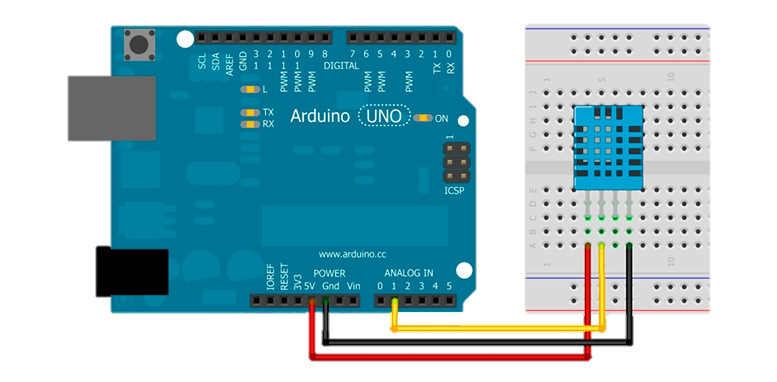 SCL SDA AREF GND 13 12 PWM 11 PWM 10 PWM 9 8
7 PWM 6 PWM 5 4 PWM 3 2 TX 1 RX 0
DIGITAL
L
TX
RX
Arduino UNO
ON
1
ICSP
www.arduino.cc
POWER
ANALOG IN
IOREF RESET 3V3 5V Gnd Vin
0 1 2 3 4 5
1 5 10
J
I
H
G
F
E
D
C
B
A
1 10